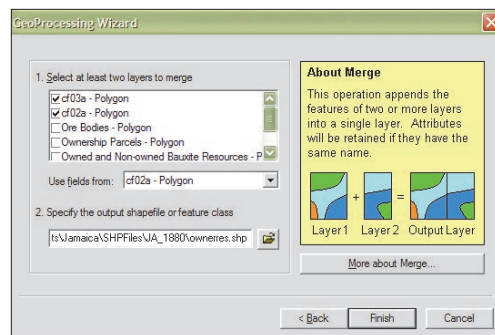 GeoProcessing Wizard
1. Select at least two layers to merge
cf03a - Polygon
cf02a - Polygon
Ore Bodies - Polygon
Ownership Parcels - Polygon
Owned and Non-owned Bauxite Resources - P
Use fields from:
cf02a - Polygon
2. Specify the output shapefile or feature class
ts\Jamaica\SHPFiles\JA_1880\ownerres.shp
About Merge
This operation appends the
features of two or more layers
into a single layer. Attributes
will be retained if they have the
same name.
+ =
Layer1 Layer 2 Output Layer
More about Merge...
< Back Finish Cancel